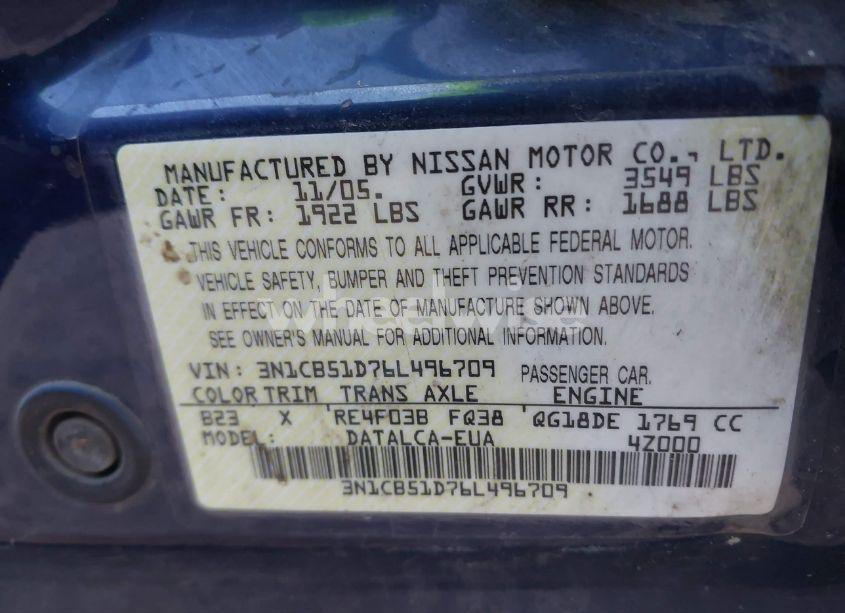 MANUFACTURED BY NISSAN MOTOR CO., LTD.
DATE: 11/05. GVWR: 3549 LBS
GAWR FR: 1922 LBS GAWR RR: 1688 LBS
THIS VEHICLE CONFORMS TO ALL APPLICABLE FEDERAL MOTOR.
VEHICLE SAFETY, BUMPER AND THEFT PREVENTION STANDARDS
IN EFFECT ON THE DATE OF MANUFACTURE SHOWN ABOVE.
SEE OWNER'S MANUAL FOR ADDITIONAL INFORMATION.
wheelwise
VIN: 3N1CB51D76L496709 PASSENGER CAR.
COLOR TRIM TRANS AXLE ENGINE
B23 X RE4F03B FQ38 QG18DE 1769 CC
MODEL: DATALCA-EUA 4Z000
3N1CB51D76L496709